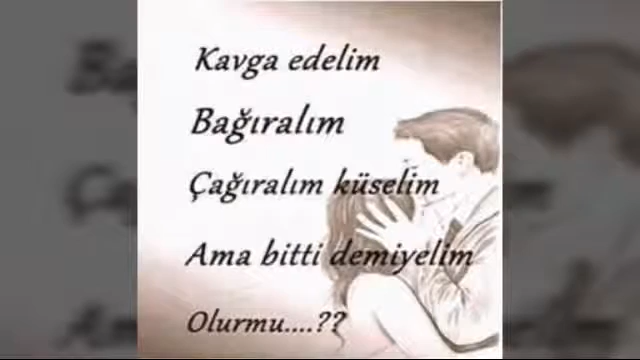 Kavga edelim
Bağıralım
Çağıralım küselim
Ama bitti demiyelim
Olurmu....??